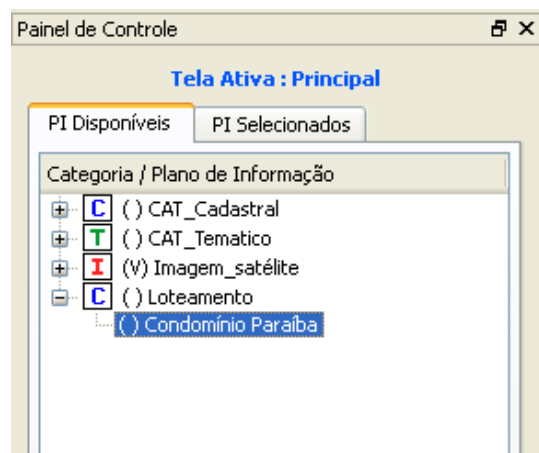 Painel de Controle
Tela Ativa : Principal
PI Disponíveis PI Selecionados
Categoria / Plano de Informação
C ( ) CAT_Cadastral
T ( ) CAT_Tematico
I (V) Imagem_satélite
C ( ) Loteamento
( ) Condomínio Paraíba